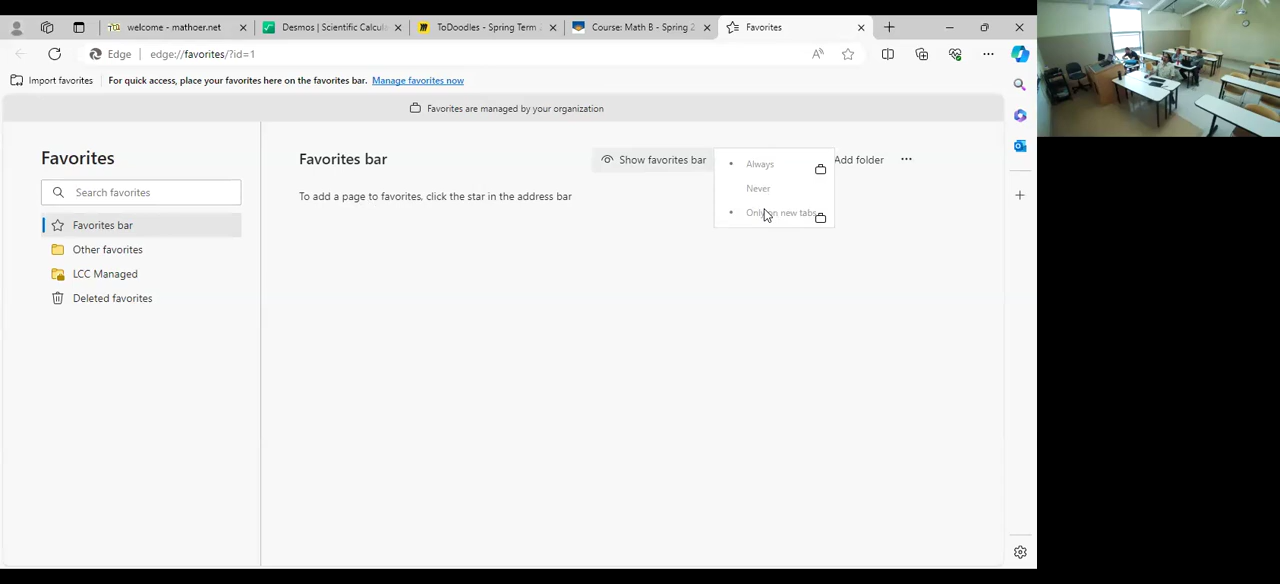 welcome - mathoer.net
Desmos | Scientific Calcula
ToDoodles - Spring Term
Course: Math B - Spring 2
Favorites
Edge
edge://favorites/?id=1
Import favorites
For quick access, place your favorites here on the favorites bar. Manage favorites now
Favorites are managed by your organization
Favorites
Search favorites
Favorites bar
Other favorites
LCC Managed
Deleted favorites
Favorites bar
Show favorites bar
Add folder
To add a page to favorites, click the star in the address bar
Always
Never
Only on new tabs